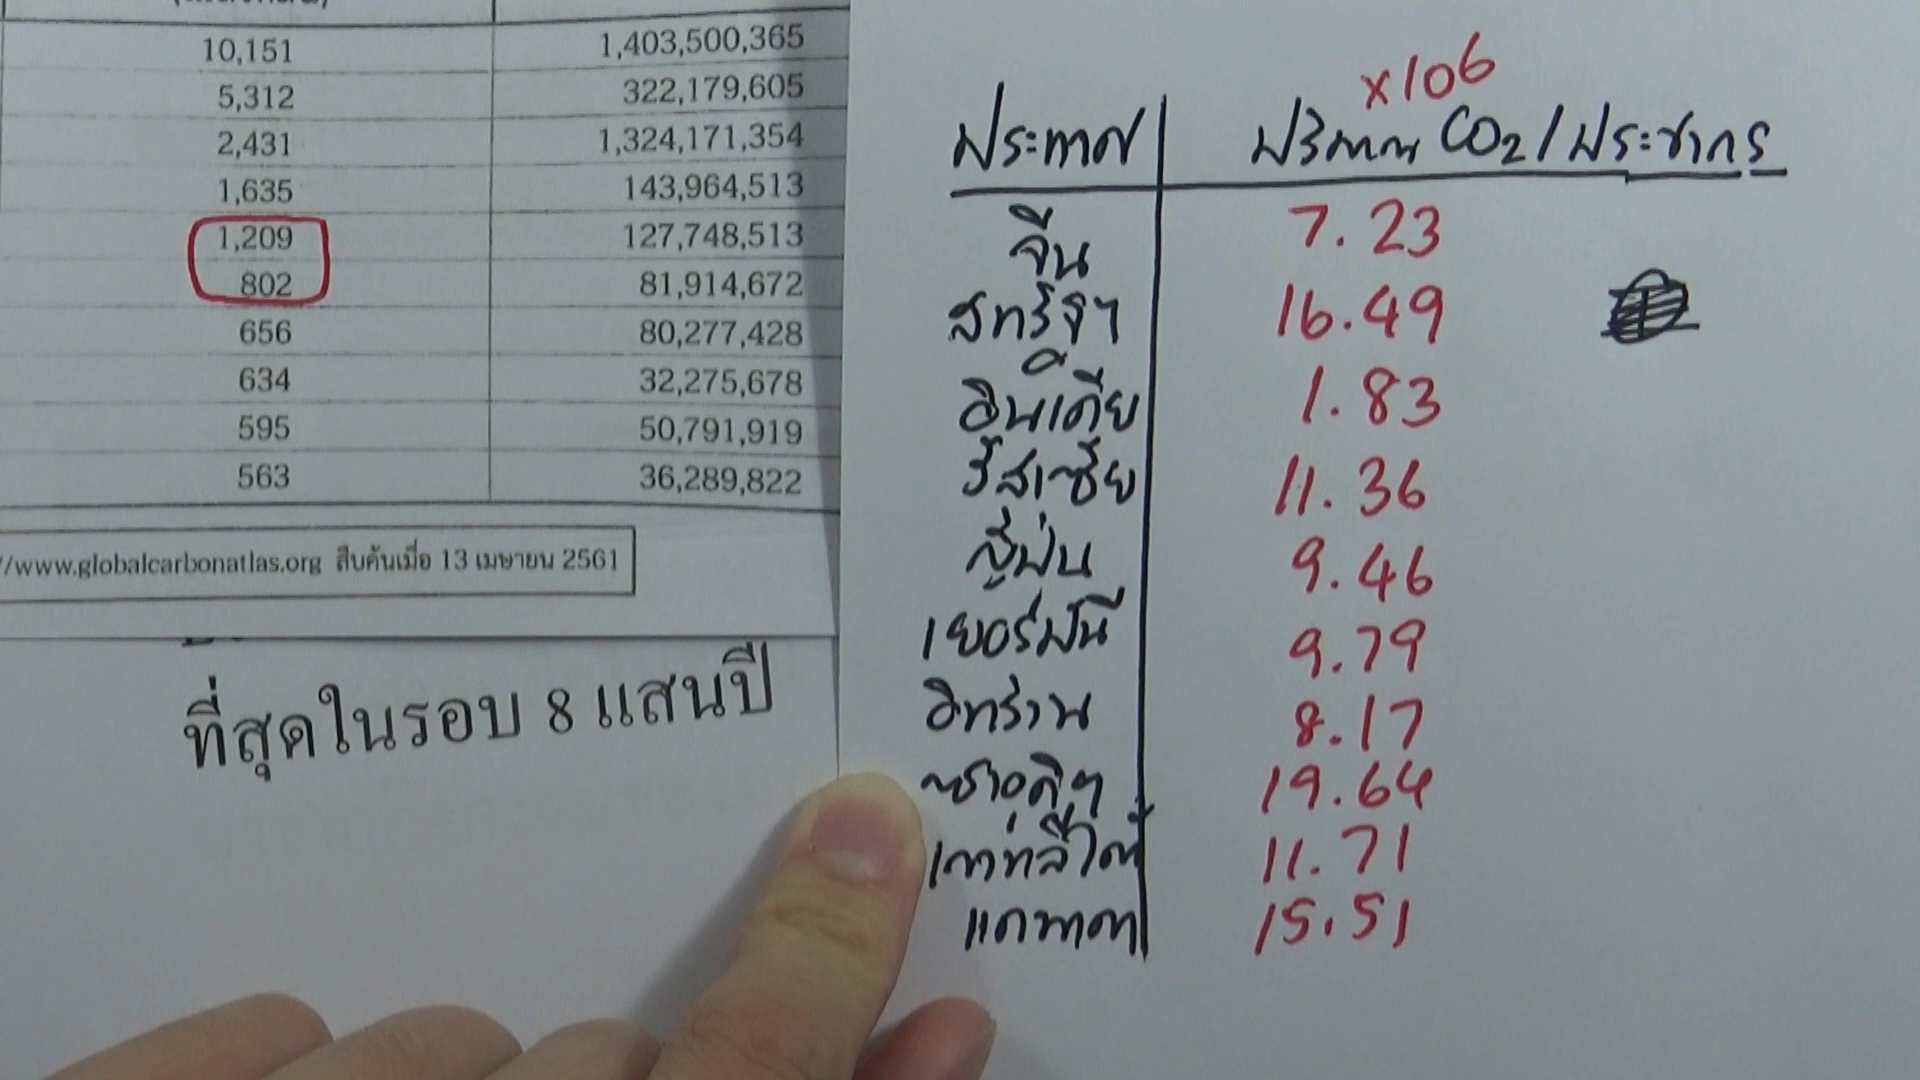 10,151 1,403,500,365
5,312 322,179,605
2,431 1,324,171,354
1,635 143,964,513
1,209 127,748,513
802 81,914,672
656 80,277,428
634 32,275,678
595 50,791,919
563 36,289,822
//www.globalcarbonatlas.org สืบค้นเมื่อ 13 เมษายน 2561
ที่สุดในรอบ 8 แสนปี
x106
ประเทศ ปริมาณ CO2/ประชากร
จีน 7.23
สหรัฐฯ 16.49
อินเดีย 1.83
รัสเซีย 11.36
ญี่ปุ่น 9.46
เยอรมันี 9.79
อิหร่าน 8.17
ซาอุดิฯ 19.64
เกาหลีใต้ 11.71
แคนาดา 15.51